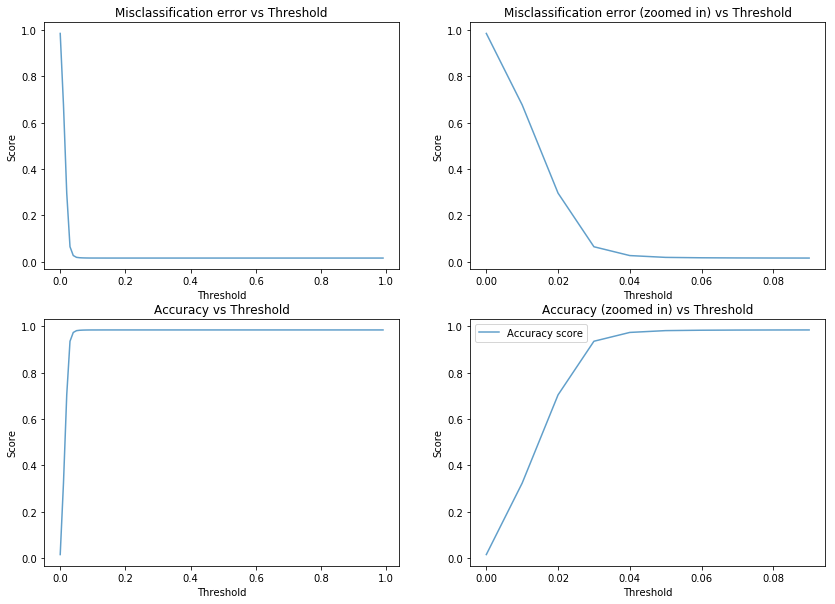 Misclassification error vs Threshold
1.0
0.8
0.6
0.4
0.2
0.0
Score
0.0 0.2 0.4 0.6 0.8 1.0
Threshold
Misclassification error (zoomed in) vs Threshold
1.0
0.8
0.6
0.4
0.2
0.0
Score
0.00 0.02 0.04 0.06 0.08
Threshold
Accuracy vs Threshold
1.0
0.8
0.6
0.4
0.2
0.0
Score
0.0 0.2 0.4 0.6 0.8 1.0
Threshold
Accuracy (zoomed in) vs Threshold
Accuracy score
1.0
0.8
0.6
0.4
0.2
0.0
Score
0.00 0.02 0.04 0.06 0.08
Threshold